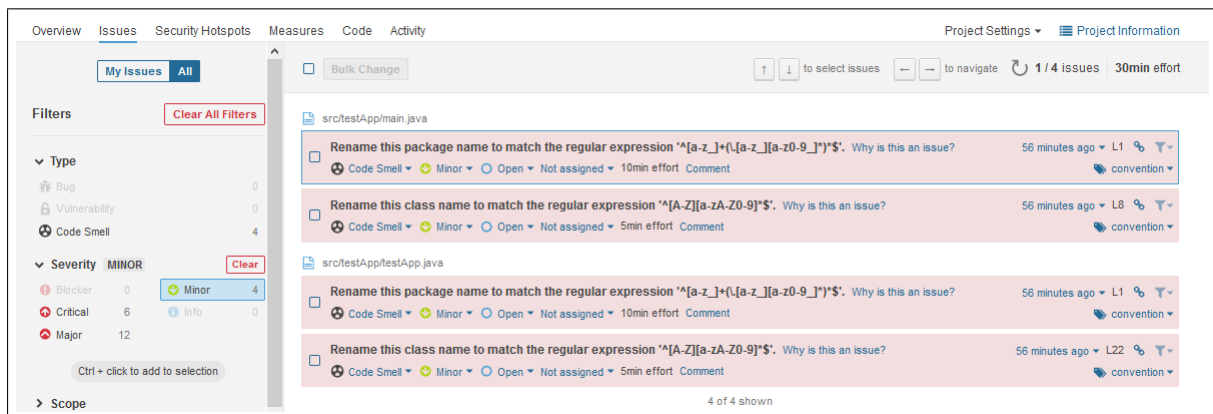 Overview Issues Security Hotspots Measures Code Activity Project Settings Project Information
My Issues All
Bulk Change ↑ ↓ to select issues ← → to navigate 1 / 4 issues 30min effort
Filters Clear All Filters
Type
Bug 0
Vulnerability 0
Code Smell 4
Severity MINOR Clear
Blocker 0 Minor 4
Critical 6 Info 0
Major 12
Ctrl + click to add to selection
Scope
src/testApp/main.java
Rename this package name to match the regular expression '^[a-z_]+(\.[a-z_][a-z0-9_]*)*$'. Why is this an issue? 56 minutes ago L1
Code Smell Minor Open Not assigned 10min effort Comment convention
Rename this class name to match the regular expression '^[A-Z][a-zA-Z0-9]*$'. Why is this an issue? 56 minutes ago L8
Code Smell Minor Open Not assigned 5min effort Comment convention
src/testApp/testApp.java
Rename this package name to match the regular expression '^[a-z_]+(\.[a-z_][a-z0-9_]*)*$'. Why is this an issue? 56 minutes ago L1
Code Smell Minor Open Not assigned 10min effort Comment convention
Rename this class name to match the regular expression '^[A-Z][a-zA-Z0-9]*$'. Why is this an issue? 56 minutes ago L22
Code Smell Minor Open Not assigned 5min effort Comment convention
4 of 4 shown